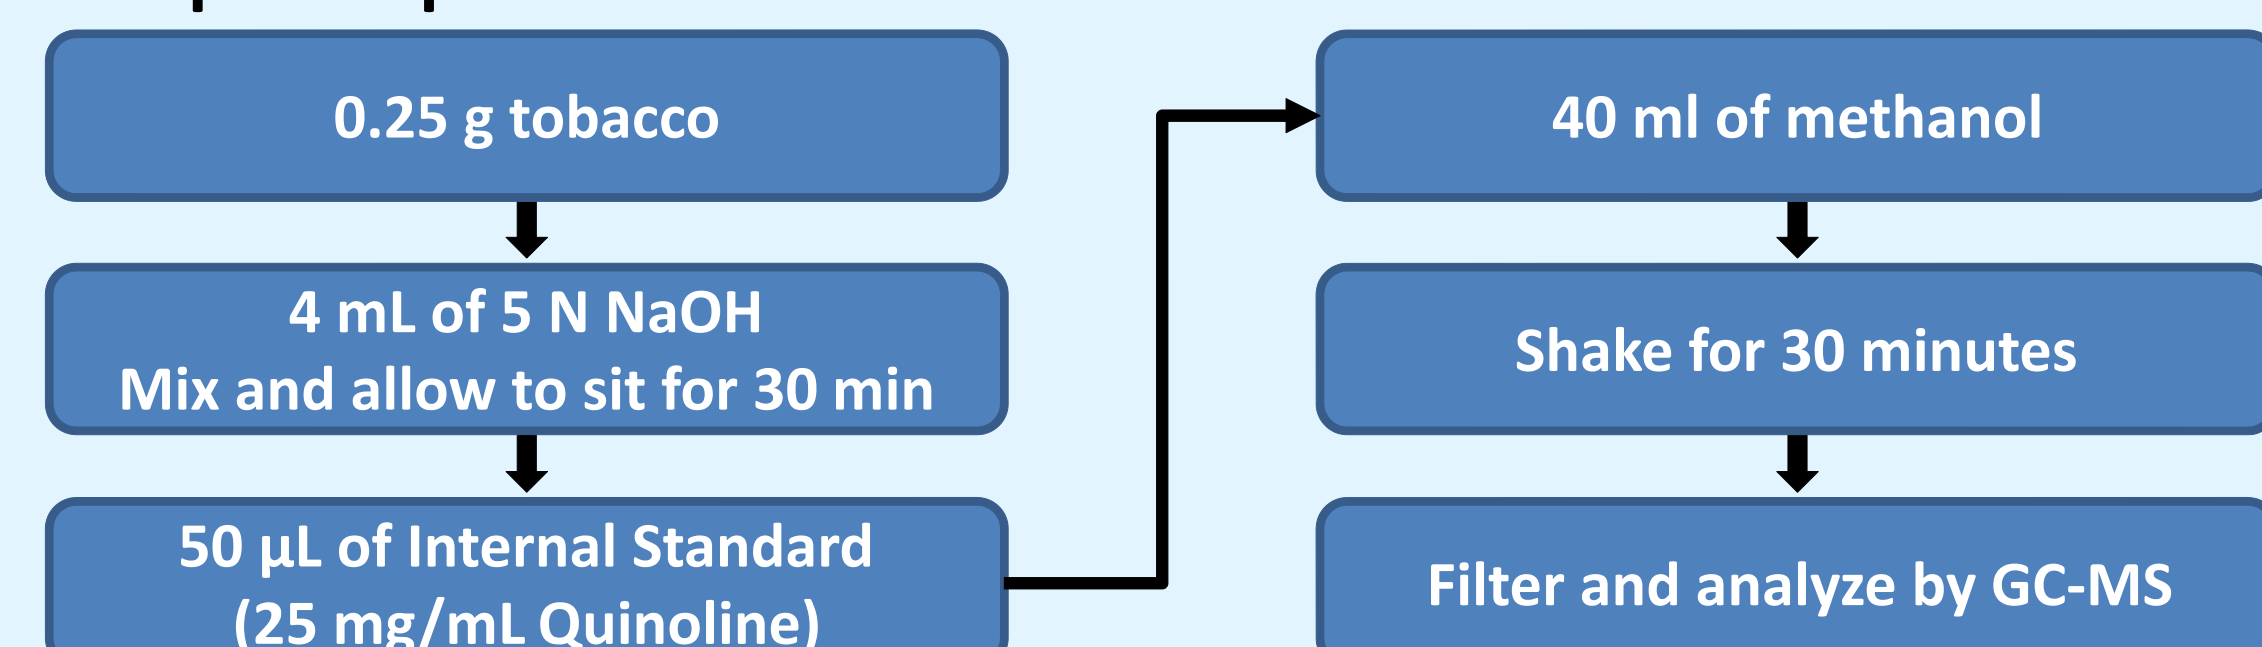 0.25 g tobacco
4 mL of 5 N NaOH
Mix and allow to sit for 30 min
50 µL of Internal Standard
(25 mg/mL Quinoline)
40 ml of methanol
Shake for 30 minutes
Filter and analyze by GC-MS